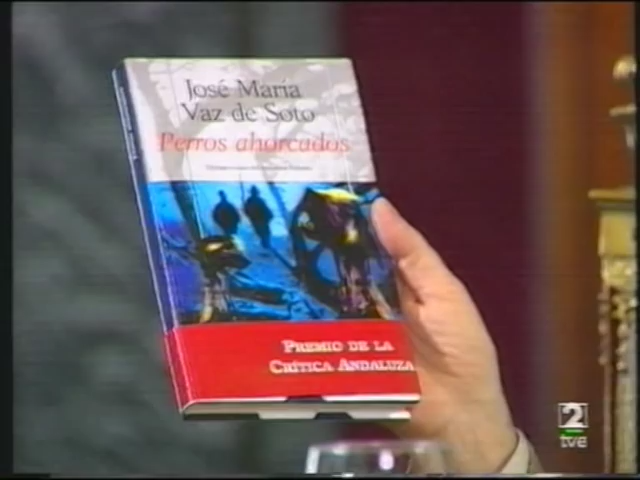 José María
Vaz de Soto
Perros ahorcados
PREMIO DE LA
CRÍTICA ANDALUZA
2
tve